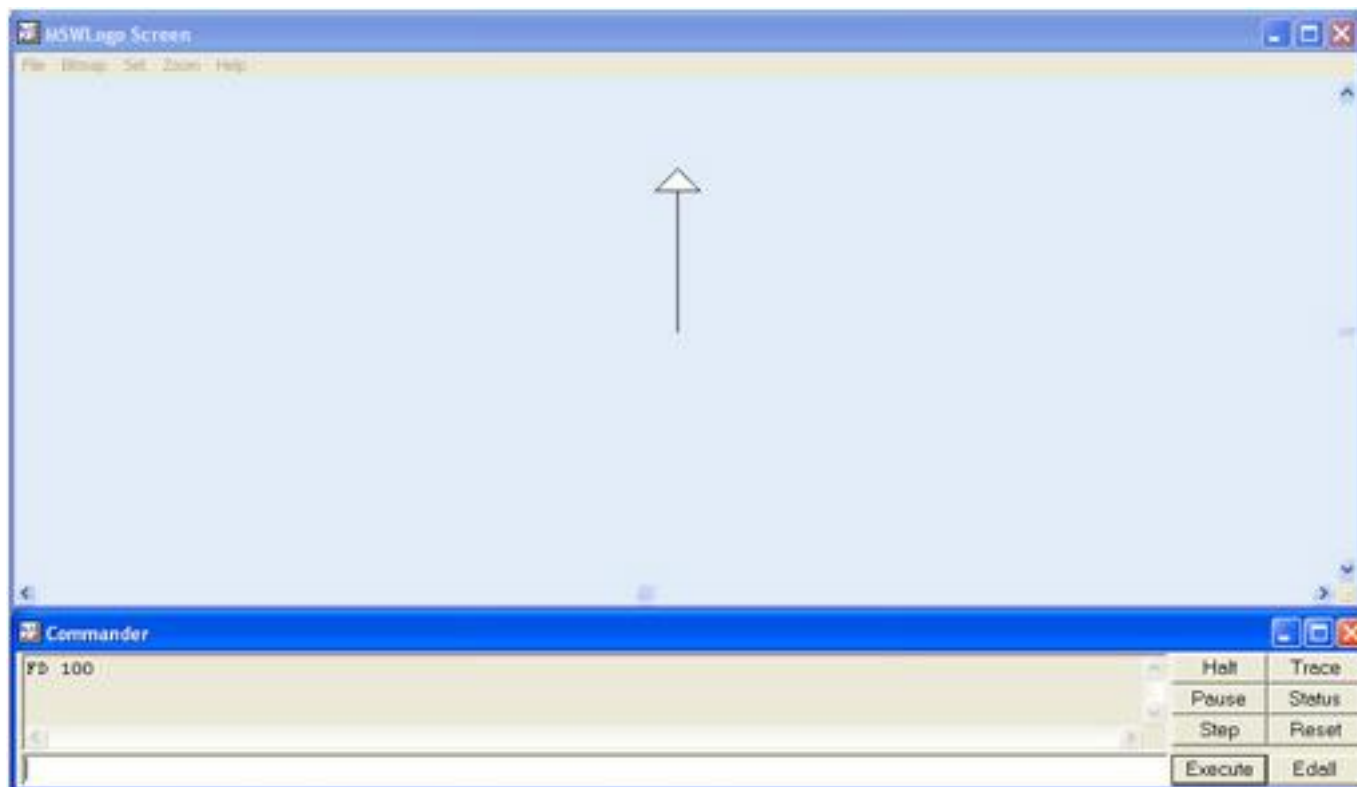 MSWLogo Screen
File Bitmap Set Zoom Help
Commander
FD 100
Halt Trace
Pause Status
Step Reset
Execute Edall